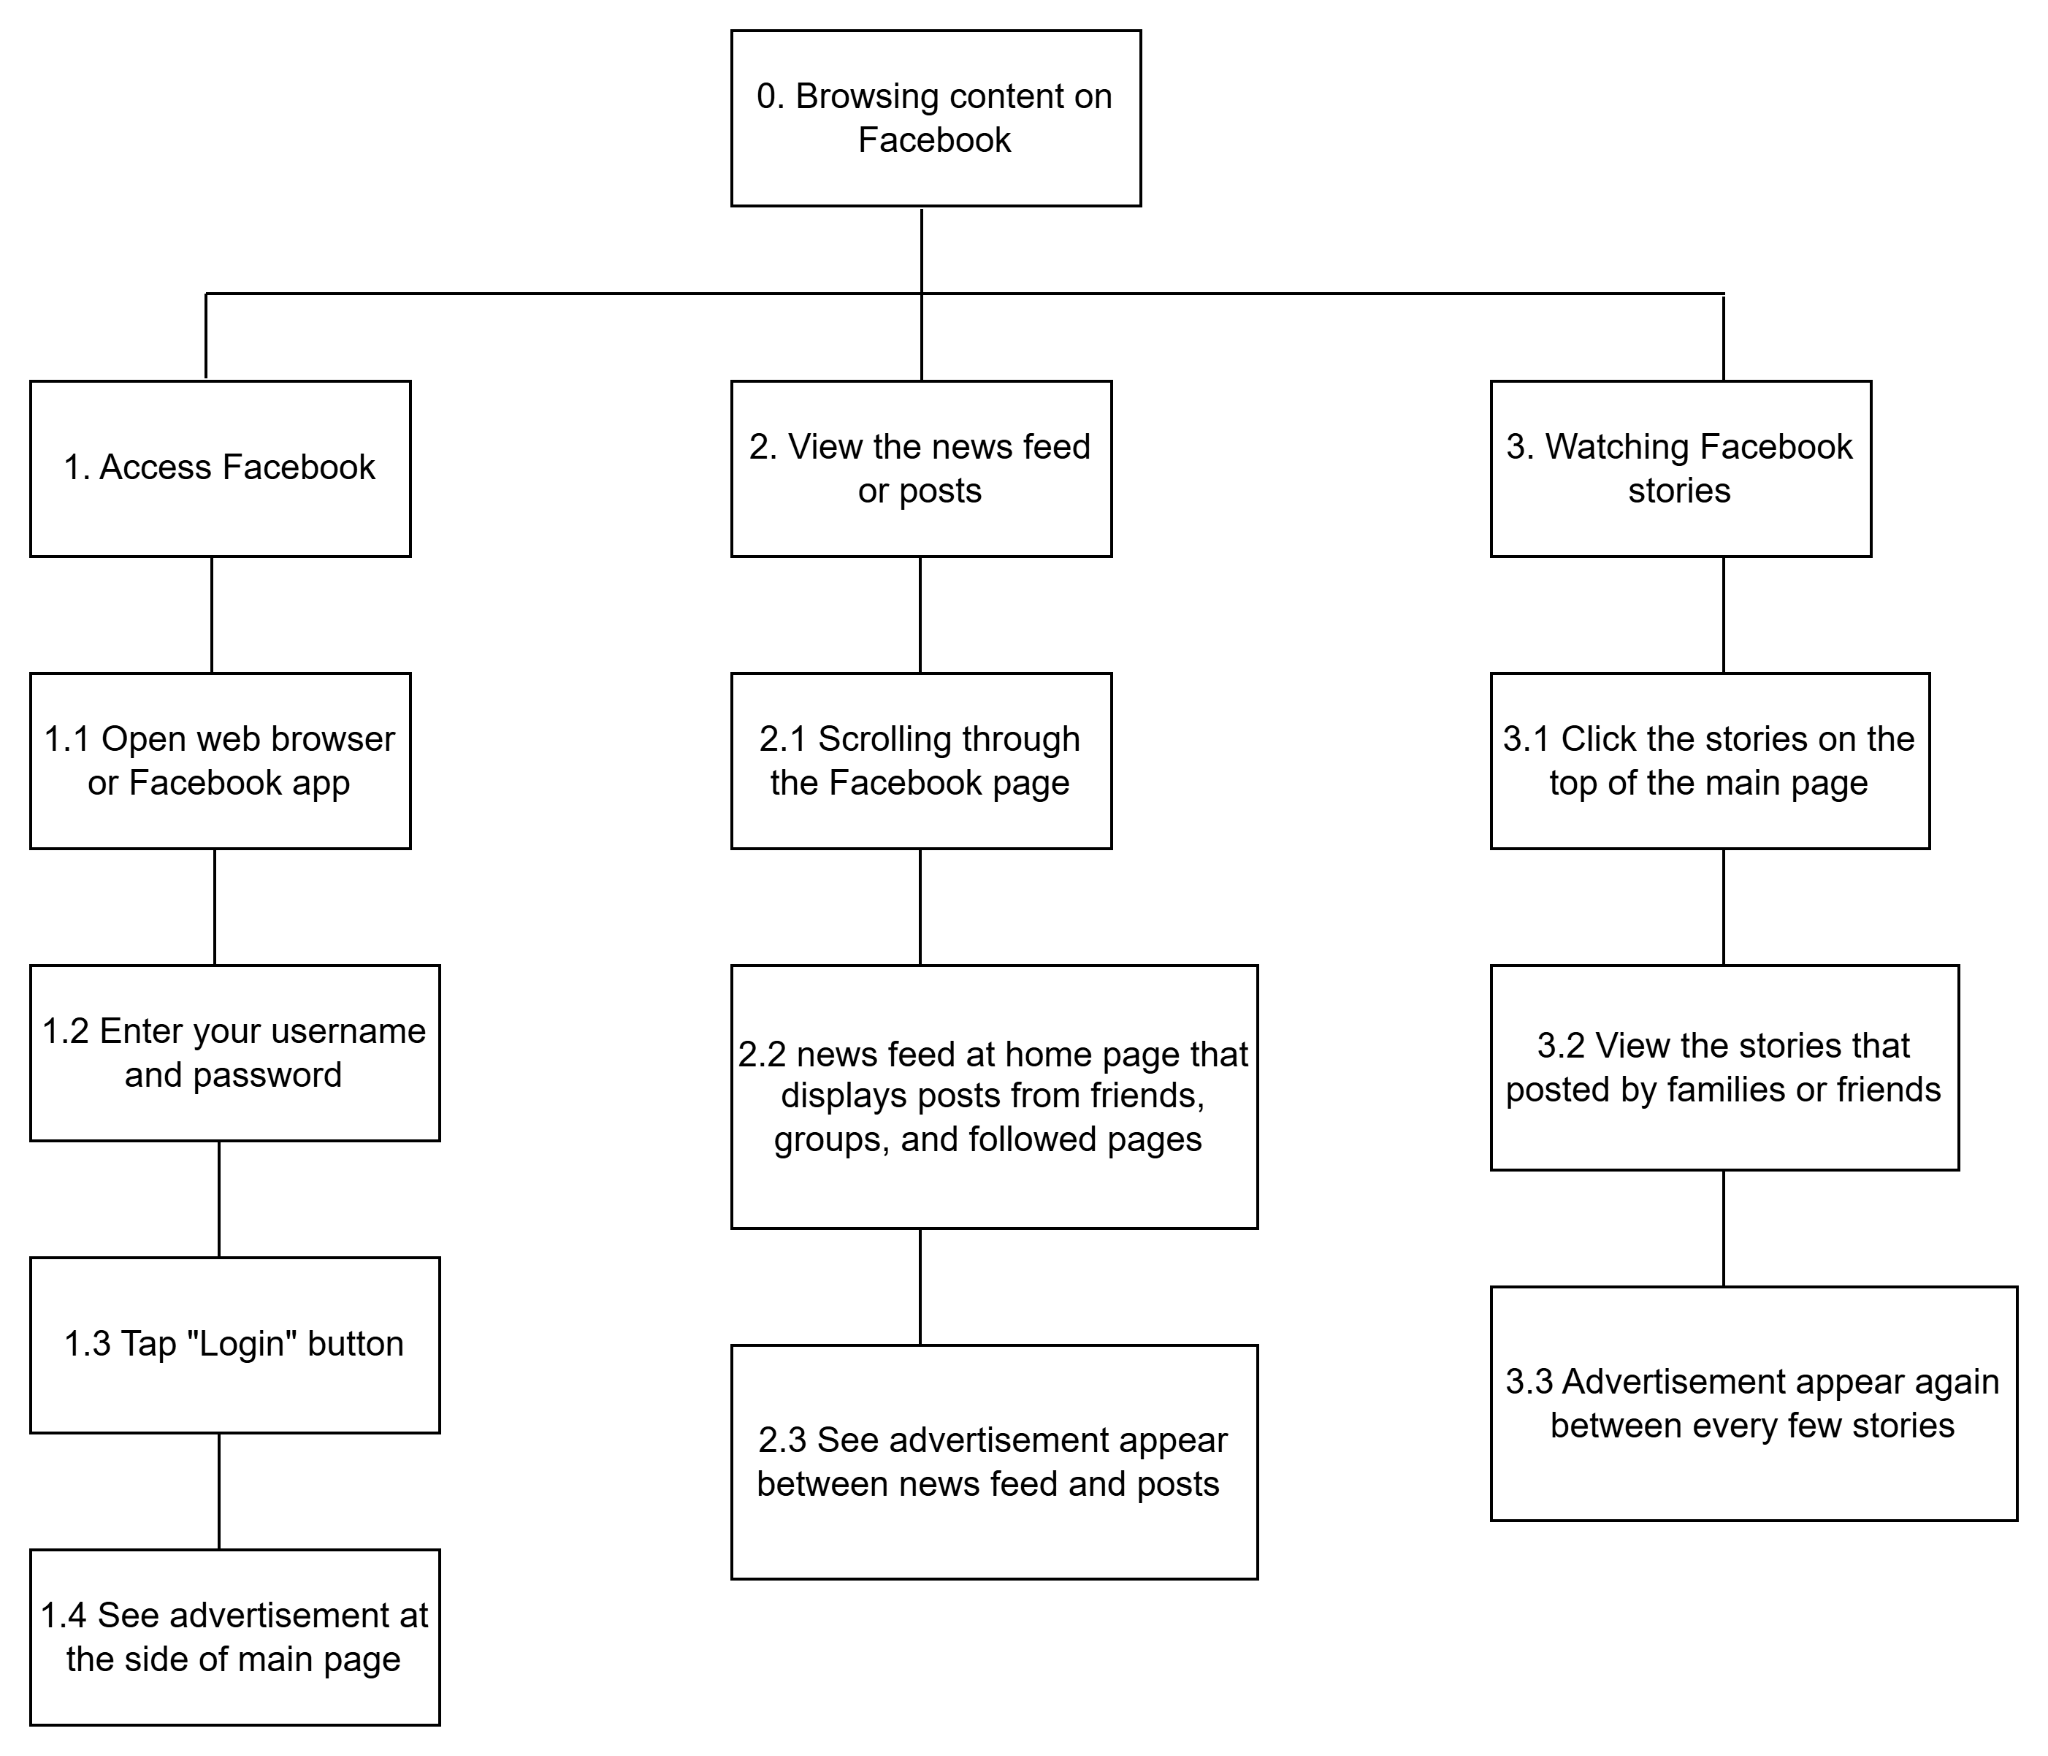 0. Browsing content on
Facebook
1. Access Facebook
2. View the news feed
or posts
3. Watching Facebook
stories
1.1 Open web browser
or Facebook app
2.1 Scrolling through
the Facebook page
3.1 Click the stories on the
top of the main page
1.2 Enter your username
and password
2.2 news feed at home page that
displays posts from friends,
groups, and followed pages
3.2 View the stories that
posted by families or friends
1.3 Tap "Login" button
2.3 See advertisement appear
between news feed and posts
3.3 Advertisement appear again
between every few stories
1.4 See advertisement at
the side of main page